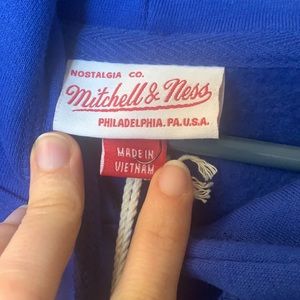 NOSTALGIA CO.
Mitchell & Ness
PHILADELPHIA. PA. U.S.A.
MADE IN
VIETNAM